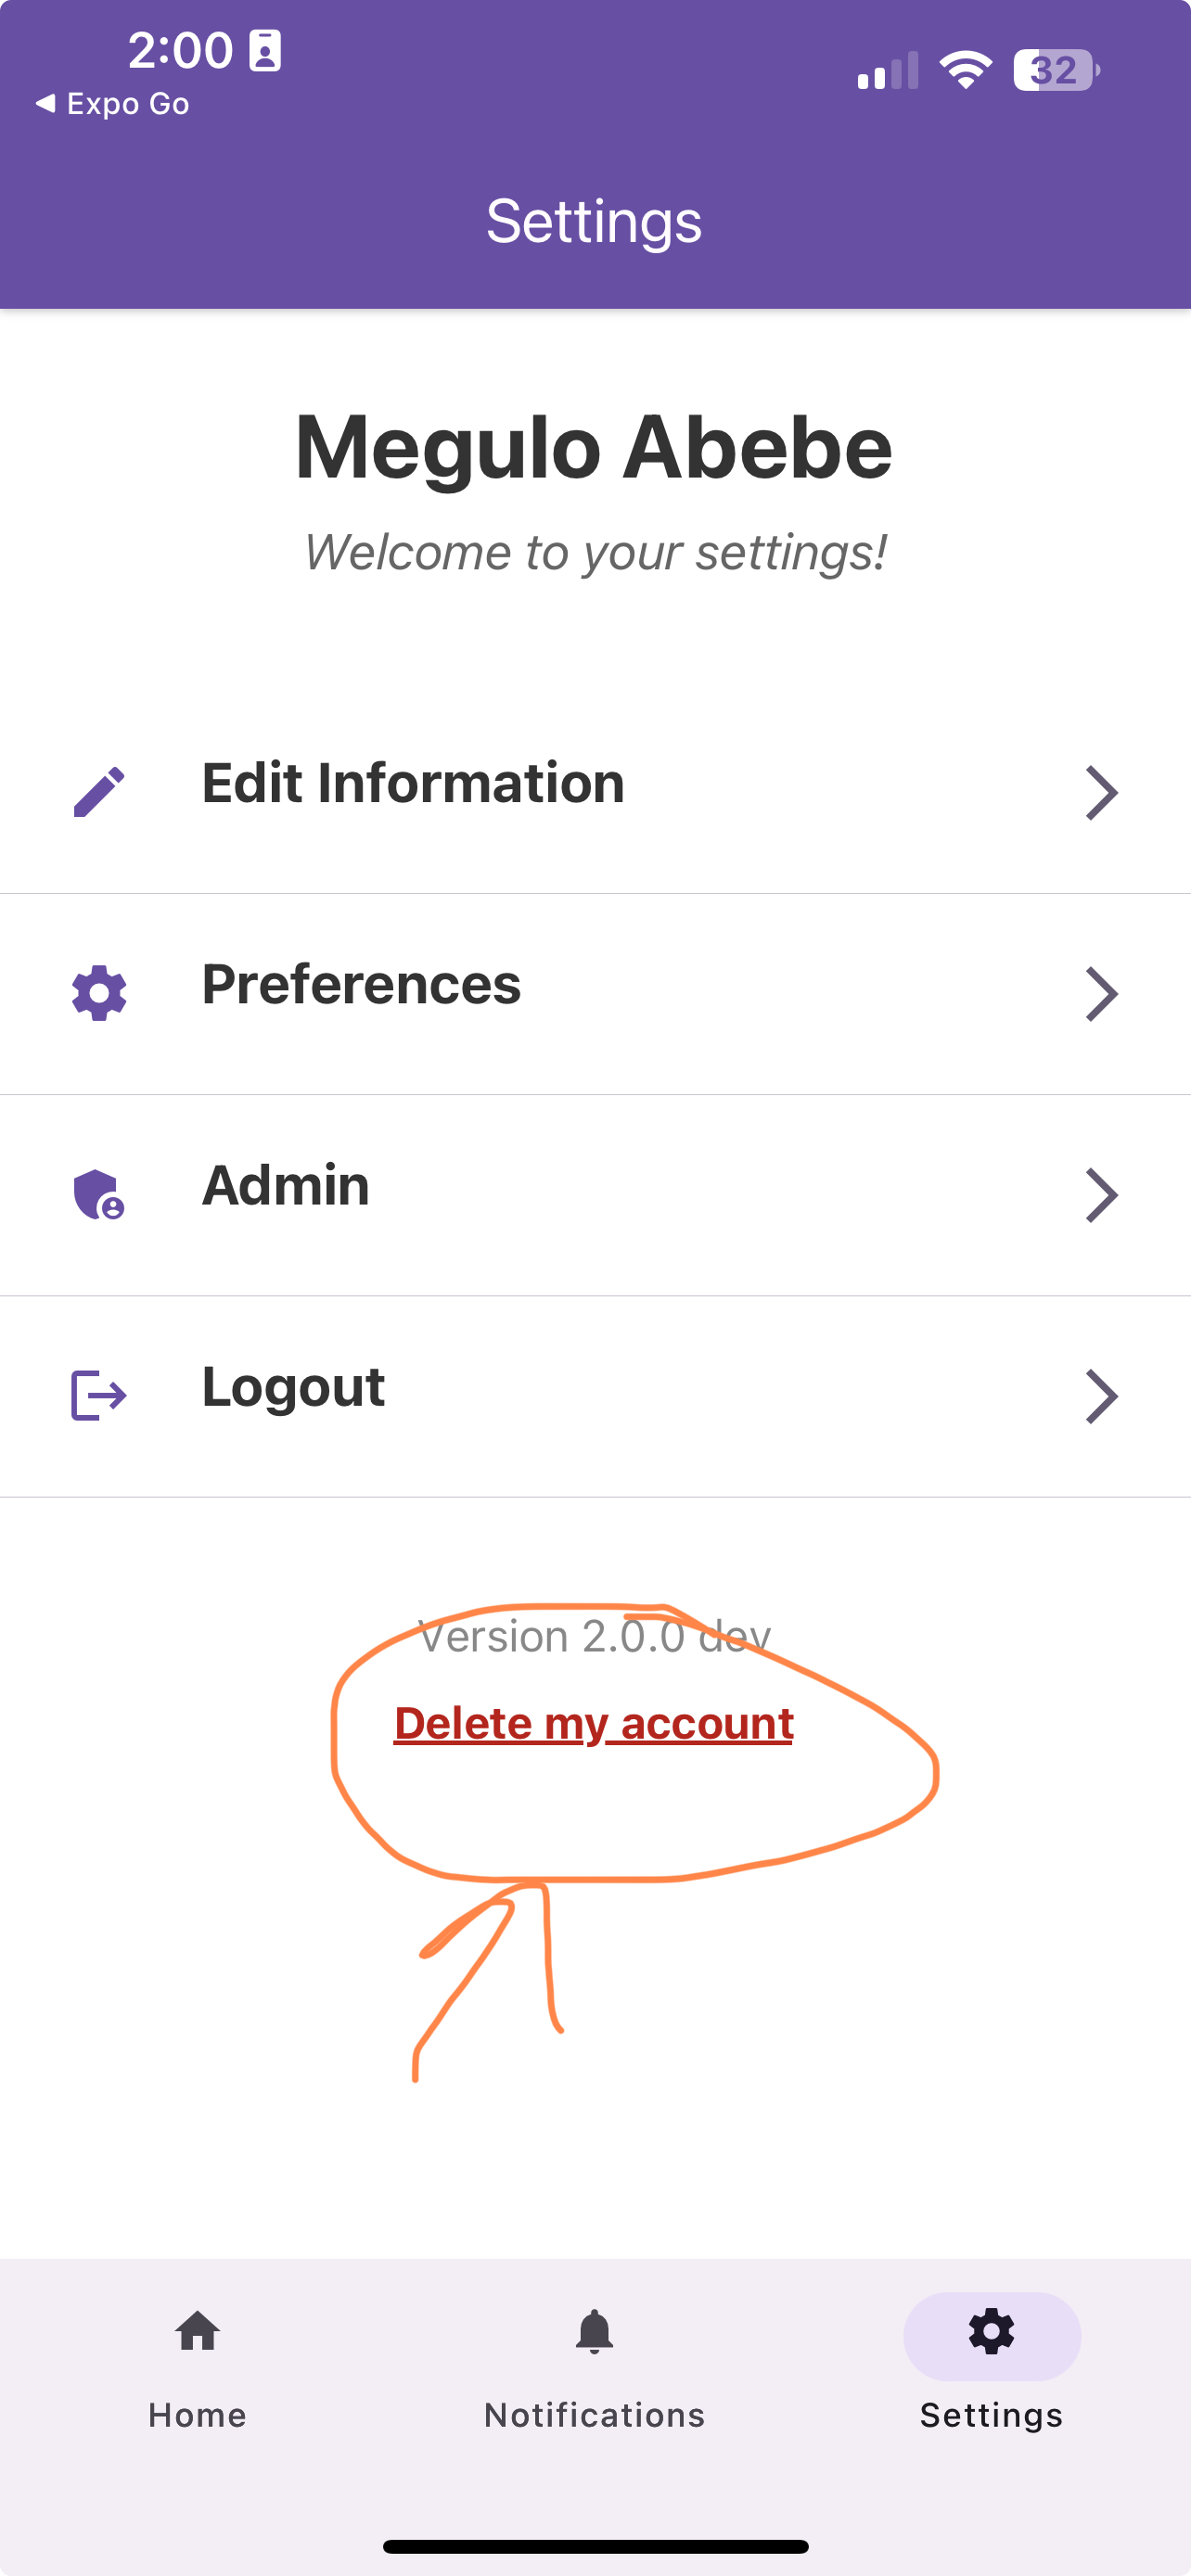 2:00
32
Expo Go
Settings
Megulo Abebe
Welcome to your settings!
Edit Information
Preferences
Admin
Logout
Version 2.0.0 dev
Delete my account
Home Notifications Settings